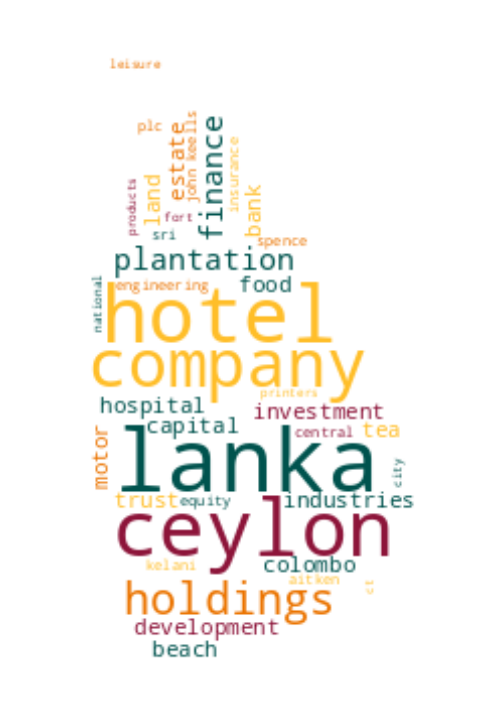 leisure
plc
estate
john keells
finance
insurance
land
products
bank
fort
sri
spence
plantation
national
engineering
food
hotel
company
printers
hospital
investment
capital
central
tea
motor
lanka
city
trust
equity
industries
ceylon
kelani
colombo
aitken
ct
holdings
development
beach